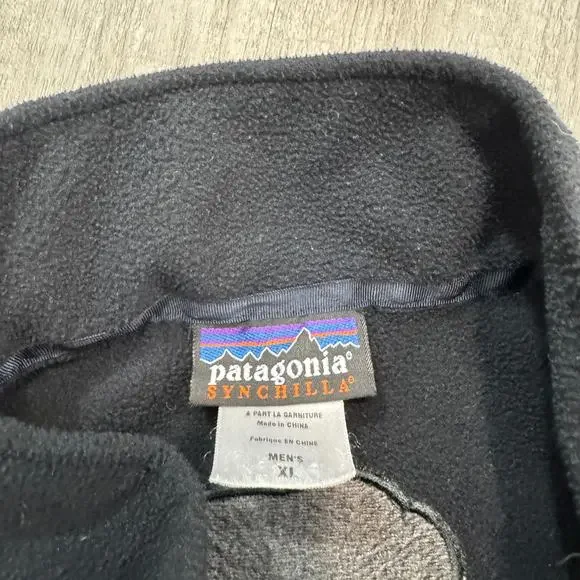 patagonia®
SYNCHILLA®
A PART LA GARNITURE
Made in CHINA
Fabriqué EN CHINE
MEN'S
XL